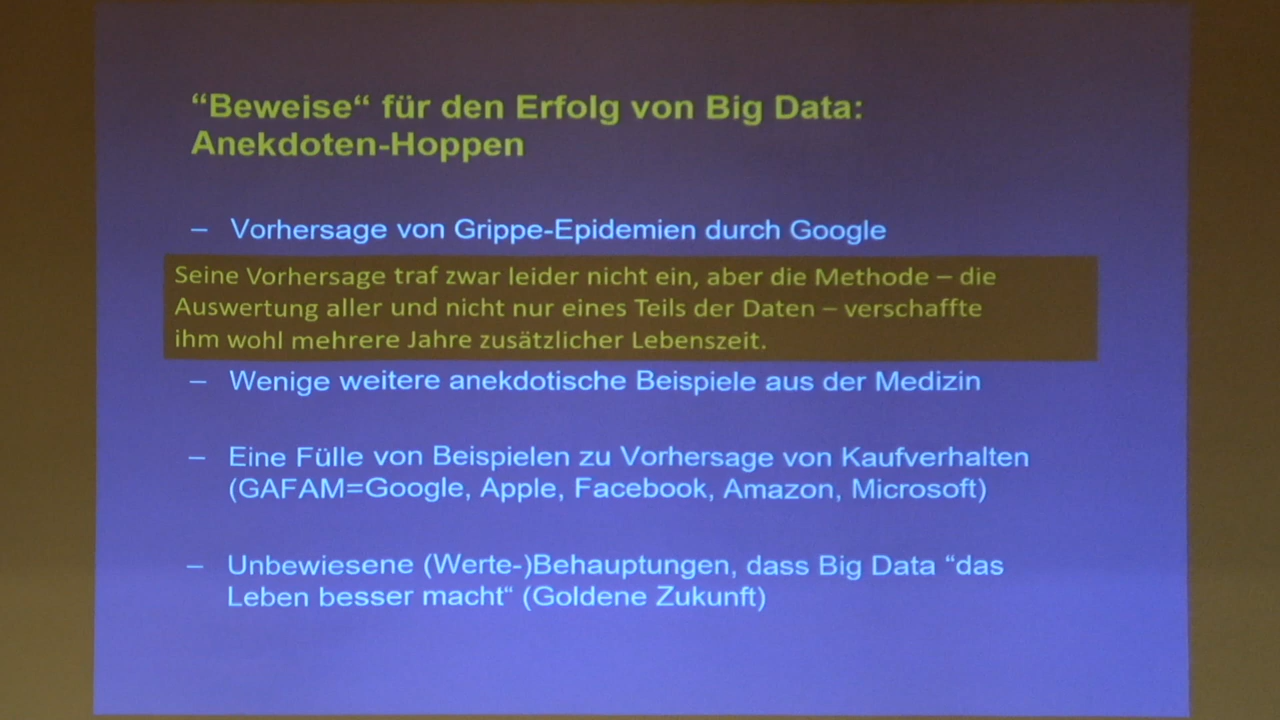 “Beweise“ für den Erfolg von Big Data:
Anekdoten-Hoppen
– Vorhersage von Grippe-Epidemien durch Google
Seine Vorhersage traf zwar leider nicht ein, aber die Methode – die
Auswertung aller und nicht nur eines Teils der Daten – verschaffte
ihm wohl mehrere Jahre zusätzlicher Lebenszeit.
– Wenige weitere anekdotische Beispiele aus der Medizin
– Eine Fülle von Beispielen zu Vorhersage von Kaufverhalten
(GAFAM=Google, Apple, Facebook, Amazon, Microsoft)
– Unbewiesene (Werte-)Behauptungen, dass Big Data “das
Leben besser macht“ (Goldene Zukunft)